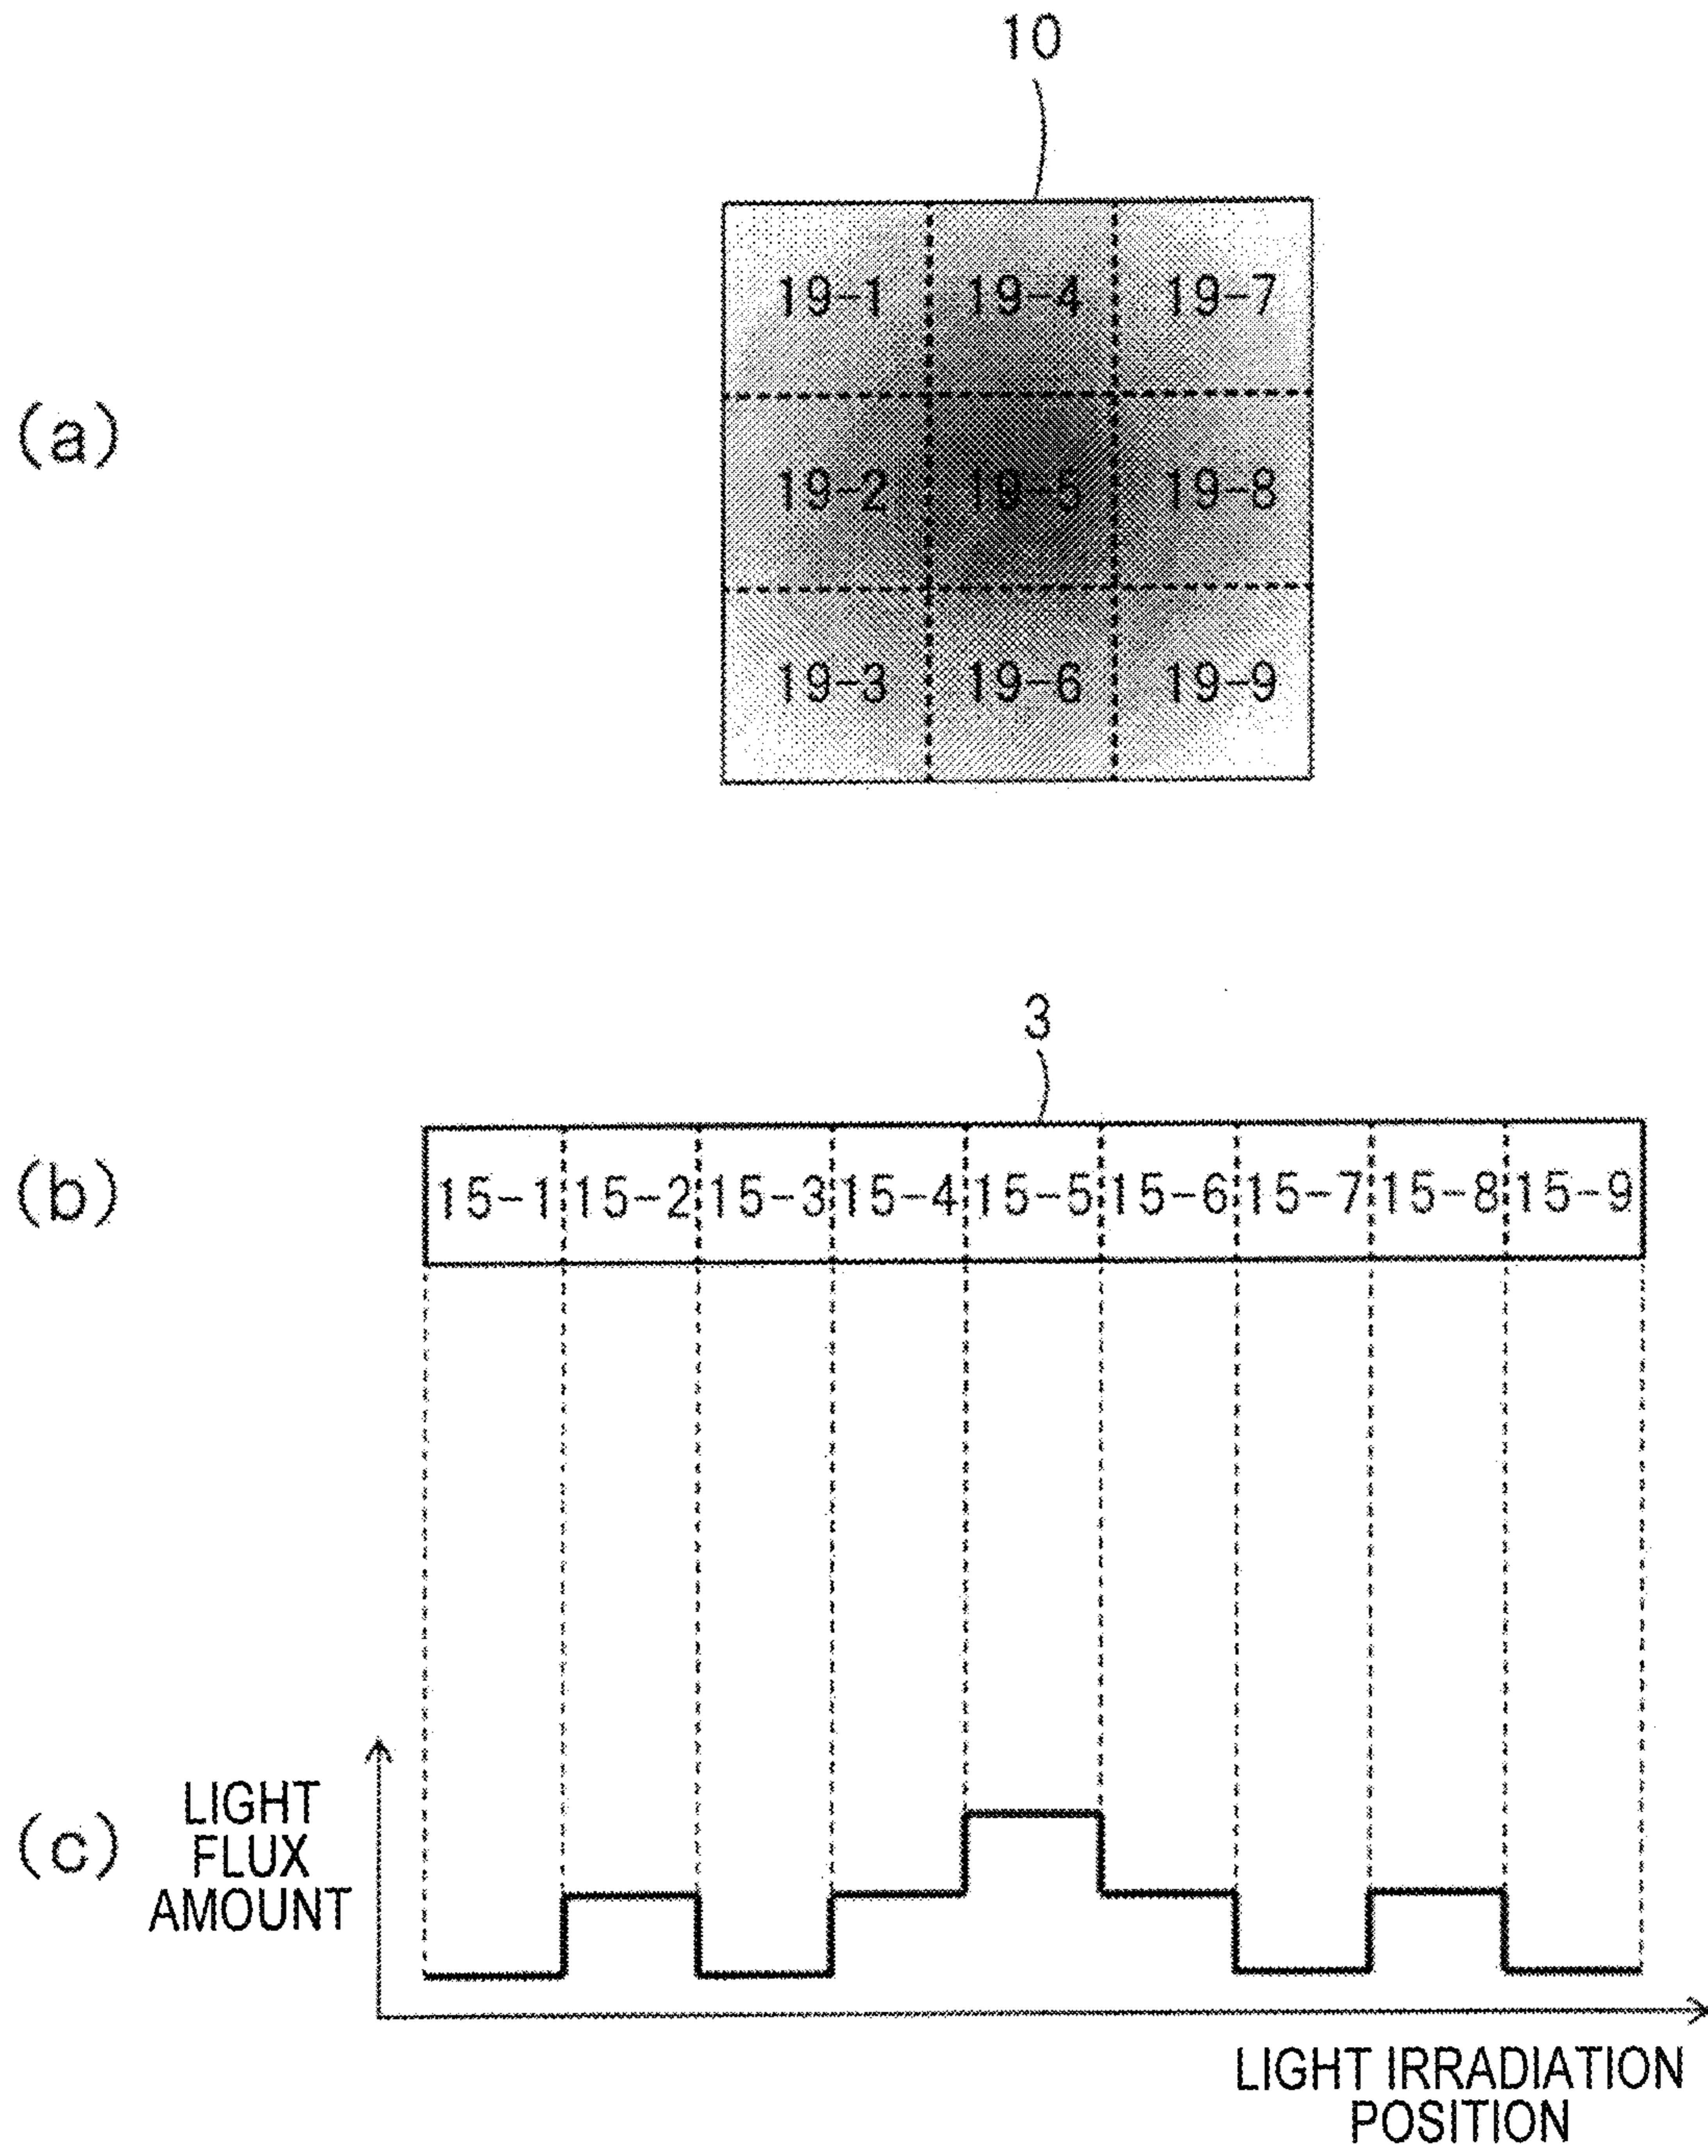 10
(a)
19-1 19-4 19-7
19-2 19-5 19-8
19-3 19-6 19-9
3
(b)
15-1 15-2 15-3 15-4 15-5 15-6 15-7 15-8 15-9
(c)
LIGHT
FLUX
AMOUNT
LIGHT IRRADIATION
POSITION